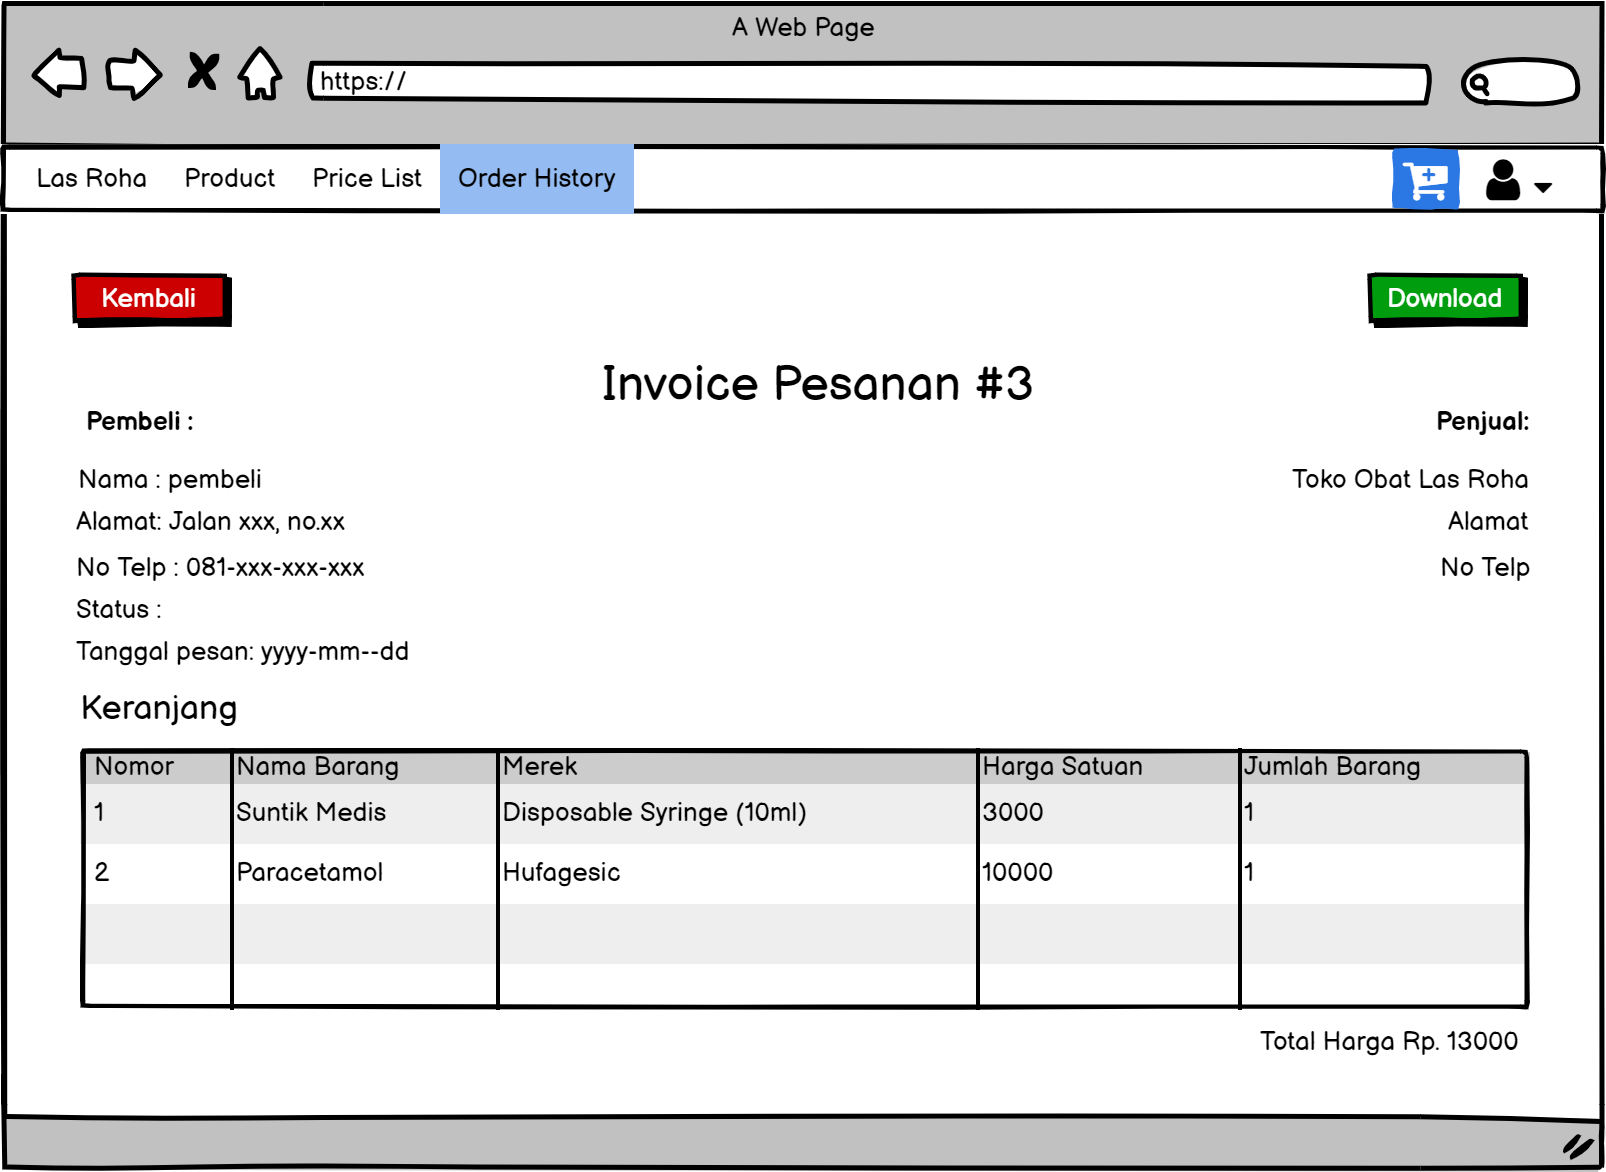 A Web Page
https://
Las Roha Product Price List Order History
Kembali Download
Invoice Pesanan #3
Pembeli : Penjual:
Nama : pembeli Toko Obat Las Roha
Alamat: Jalan xxx, no.xx Alamat
No Telp : 081-xxx-xxx-xxx No Telp
Status :
Tanggal pesan: yyyy-mm--dd
Keranjang
Nomor Nama Barang Merek Harga Satuan Jumlah Barang
1 Suntik Medis Disposable Syringe (10ml) 3000 1
2 Paracetamol Hufagesic 10000 1
Total Harga Rp. 13000